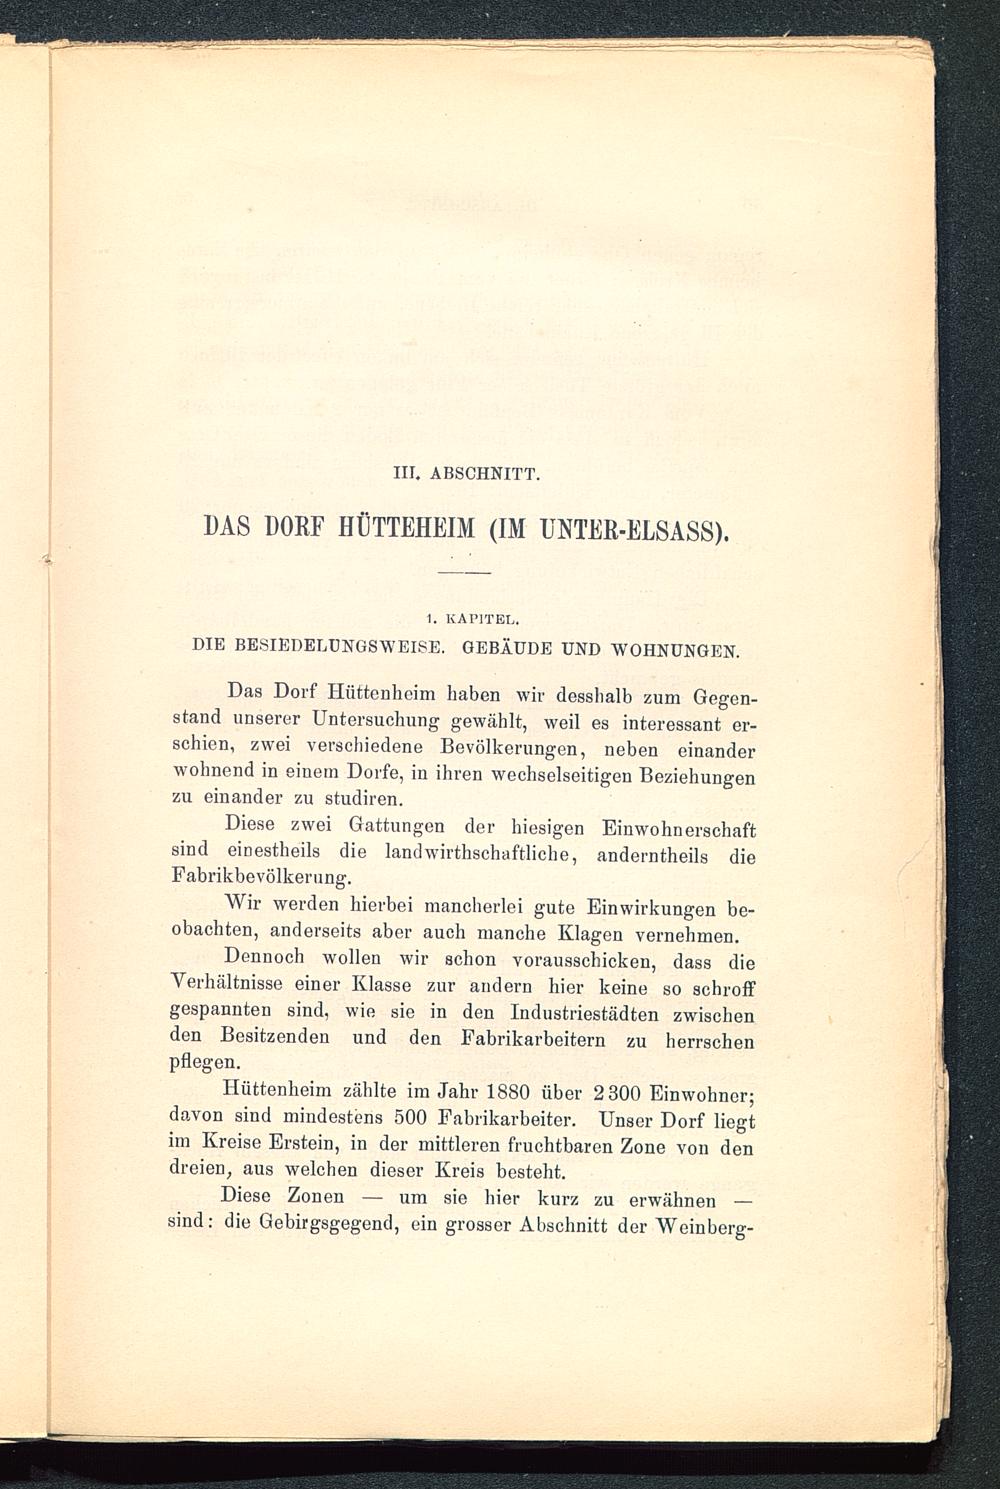 III. ABSCHNITT.
DAS DORF HÜTTEHEIM (IM UNTER-ELSASS).
1. KAPITEL.
DIE BESIEDELUNGSWEISE. GEBÄUDE UND WOHNUNGEN.
Das Dorf Hüttenheim haben wir desshalb zum Gegen-
stand unserer Untersuchung gewählt, weil es interessant er-
schien, zwei verschiedene Bevölkerungen, neben einander
wohnend in einem Dorfe, in ihren wechselseitigen Beziehungen
zu einander zu studiren.
Diese zwei Gattungen der hiesigen Einwohnerschaft
sind einestheils die landwirthschaftliche, anderntheils die
Fabrikbevölkerung.
Wir werden hierbei mancherlei gute Einwirkungen be-
obachten, anderseits aber auch manche Klagen vernehmen.
Dennoch wollen wir schon vorausschicken, dass die
Verhältnisse einer Klasse zur andern hier keine so schroff
gespannten sind, wie sie in den Industriestädten zwischen
den Besitzenden und den Fabrikarbeitern zu herrschen
pflegen.
Hüttenheim zählte im Jahr 1880 über 2 300 Einwohner;
davon sind mindestens 500 Fabrikarbeiter. Unser Dorf liegt
im Kreise Erstein, in der mittleren fruchtbaren Zone von den
dreien, aus welchen dieser Kreis besteht.
Diese Zonen — um sie hier kurz zu erwähnen —
sind: die Gebirgsgegend, ein grosser Abschnitt der Weinberg-